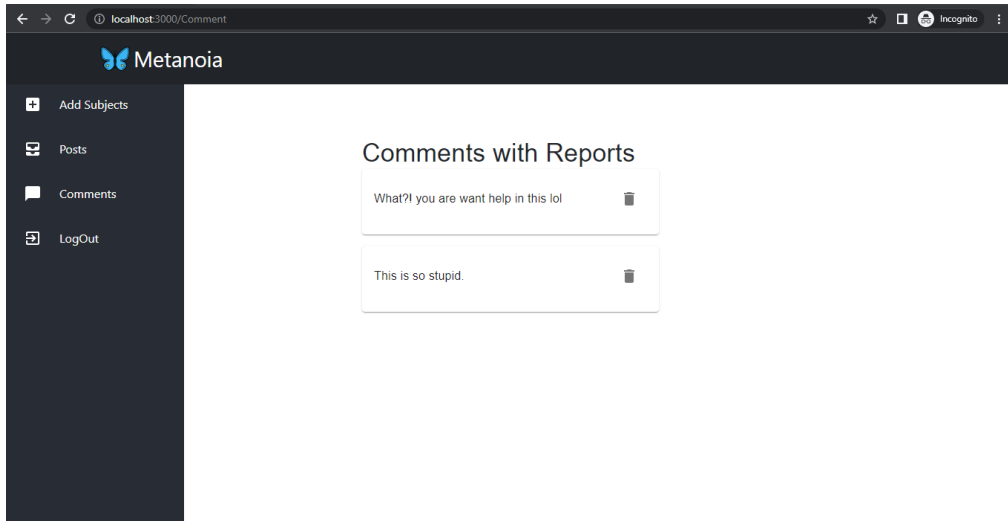 localhost:3000/Comment
Incognito
Metanoia
Add Subjects
Posts
Comments
LogOut
Comments with Reports
What?! you are want help in this lol
This is so stupid.